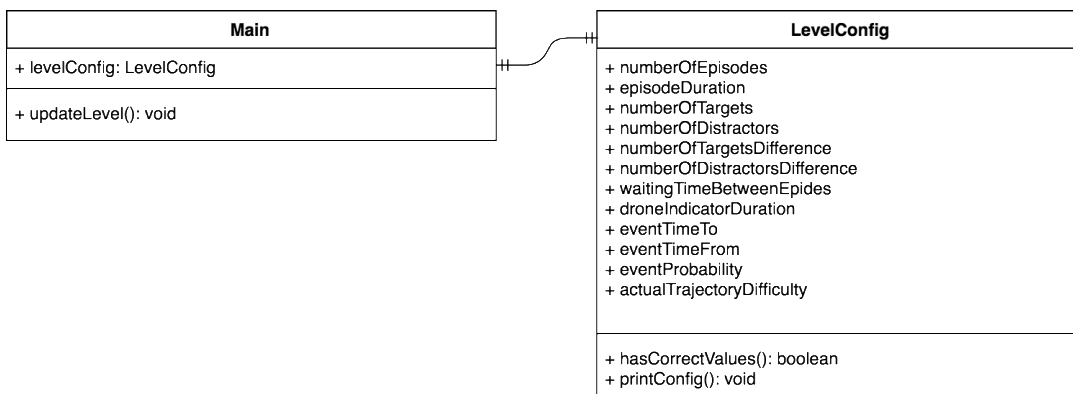 Main
+ levelConfig: LevelConfig
+ updateLevel(): void
LevelConfig
+ numberOfEpisodes
+ episodeDuration
+ numberOfTargets
+ numberOfDistractors
+ numberOfTargetsDifference
+ numberOfDistractorsDifference
+ waitingTimeBetweenEpides
+ droneIndicatorDuration
+ eventTimeTo
+ eventTimeFrom
+ eventProbability
+ actualTrajectoryDifficulty
+ hasCorrectValues(): boolean
+ printConfig(): void